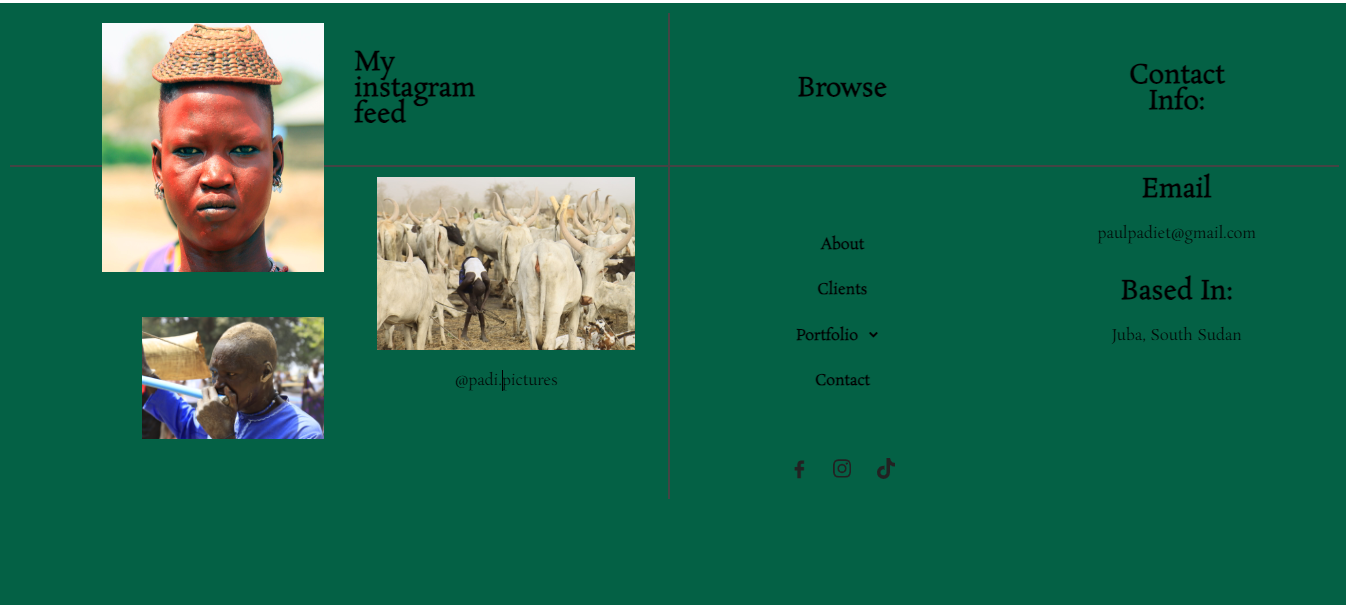 My
instagram
feed
@padi.pictures
Browse
About
Clients
Portfolio
Contact
Contact
Info:
Email
paulpadiet@gmail.com
Based In:
Juba, South Sudan